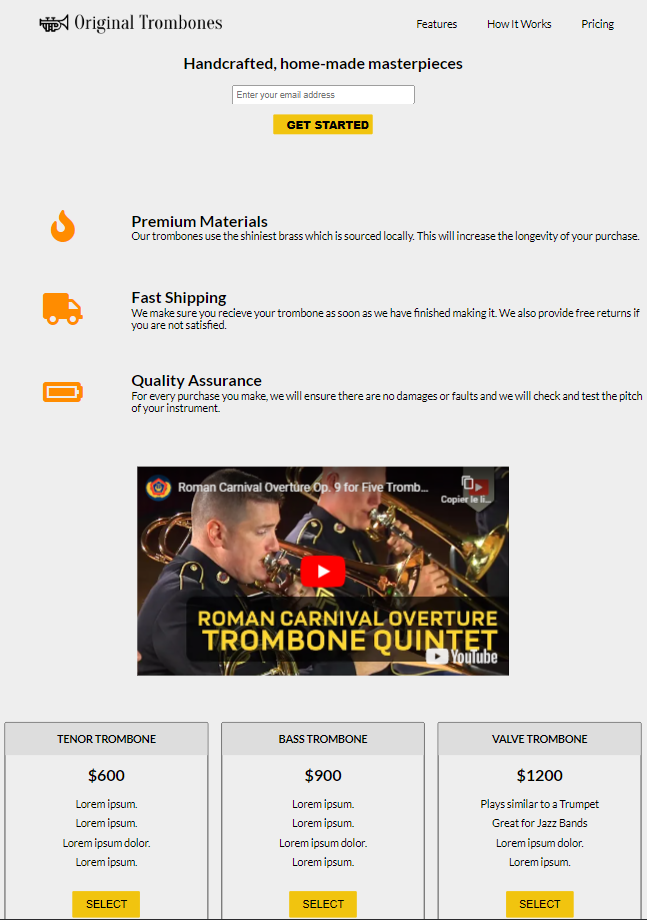 Original Trombones
Features How It Works Pricing
Handcrafted, home-made masterpieces
Enter your email address
GET STARTED
Premium Materials
Our trombones use the shiniest brass which is sourced locally. This will increase the longevity of your purchase.
Fast Shipping
We make sure you recieve your trombone as soon as we have finished making it. We also provide free returns if
you are not satisfied.
Quality Assurance
For every purchase you make, we will ensure there are no damages or faults and we will check and test the pitch
of your instrument.
Roman Carnival Overture Op. 9 for Five Tromb...
Copier le li...
ROMAN CARNIVAL OVERTURE
TROMBONE QUINTET
YouTube
TENOR TROMBONE
$600
Lorem ipsum.
Lorem ipsum.
Lorem ipsum dolor.
Lorem ipsum.
SELECT
BASS TROMBONE
$900
Lorem ipsum.
Lorem ipsum.
Lorem ipsum dolor.
Lorem ipsum.
SELECT
VALVE TROMBONE
$1200
Plays similar to a Trumpet
Great for Jazz Bands
Lorem ipsum dolor.
Lorem ipsum.
SELECT